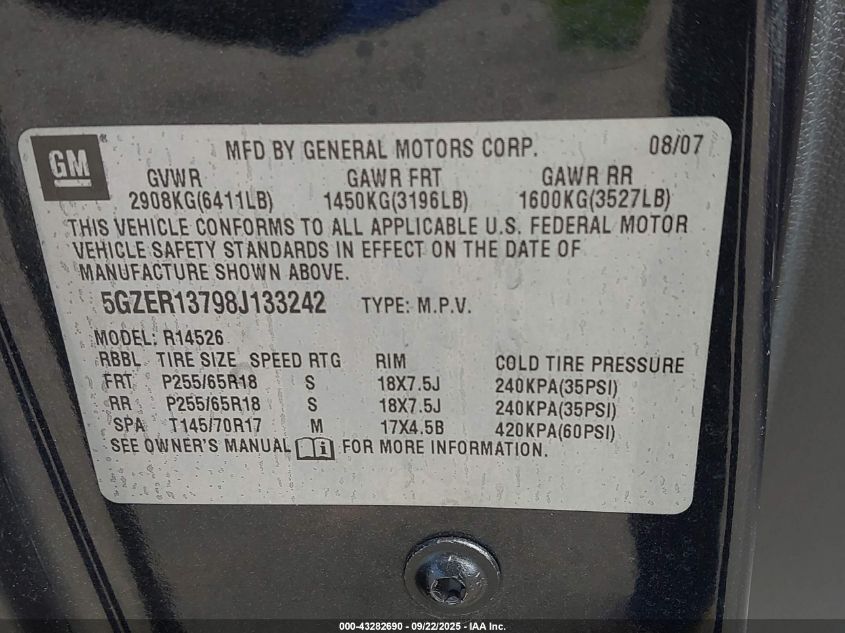 GM MFD BY GENERAL MOTORS CORP. 08/07
GVWR GAWR FRT GAWR RR
2908KG(6411LB) 1450KG(3196LB) 1600KG(3527LB)
THIS VEHICLE CONFORMS TO ALL APPLICABLE U.S. FEDERAL MOTOR
VEHICLE SAFETY STANDARDS IN EFFECT ON THE DATE OF
MANUFACTURE SHOWN ABOVE.
5GZER13798J133242 TYPE: M.P.V.
MODEL: R14526
RBBL TIRE SIZE SPEED RTG RIM COLD TIRE PRESSURE
FRT P255/65R18 S 18X7.5J 240KPA(35PSI)
RR P255/65R18 S 18X7.5J 240KPA(35PSI)
SPA T145/70R17 M 17X4.5B 420KPA(60PSI)
SEE OWNER'S MANUAL FOR MORE INFORMATION.
000-43282690 - 09/22/2025 - IAA Inc.